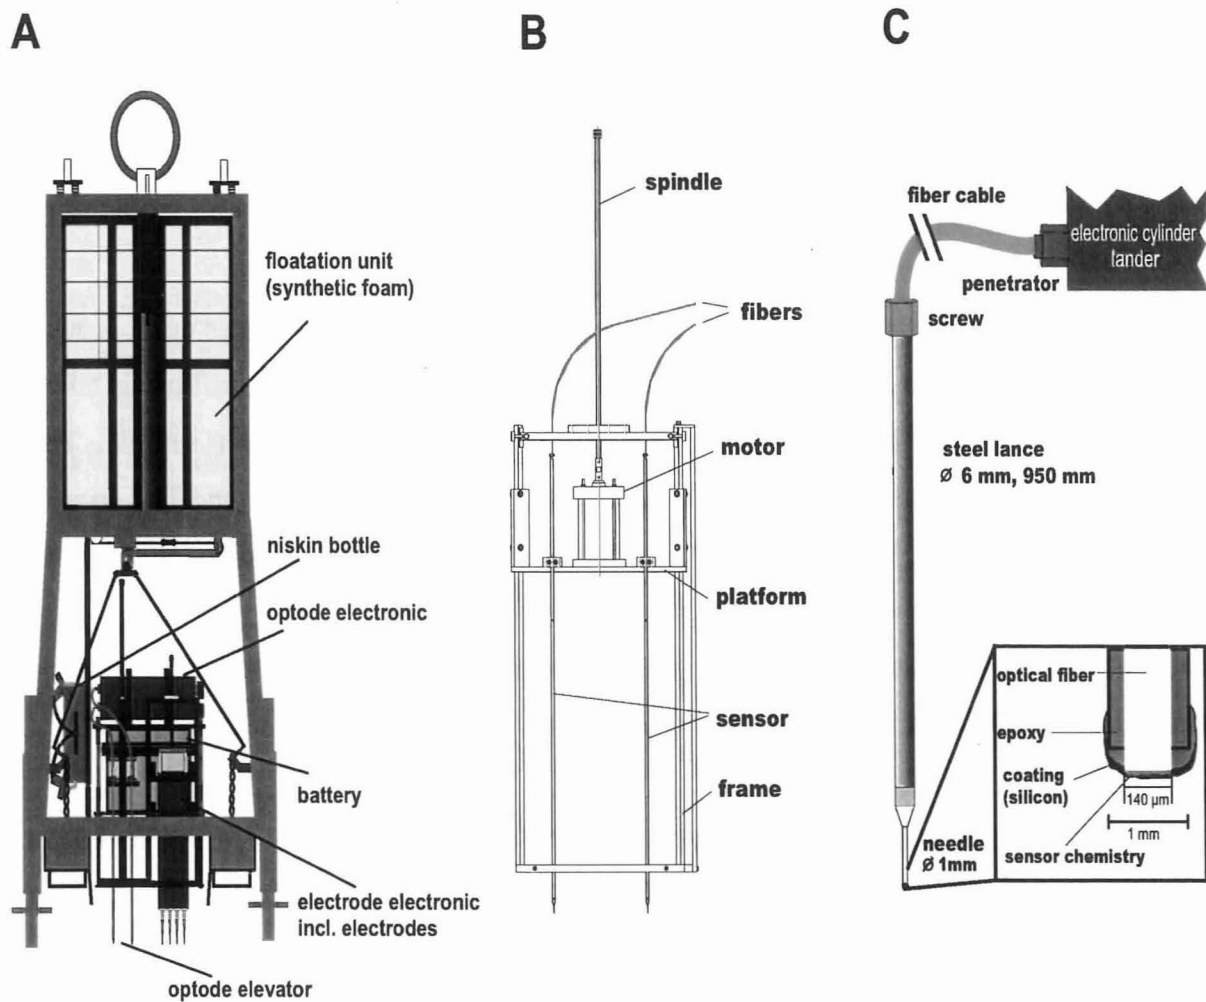 A
floatation unit
(synthetic foam)
niskin bottle
optode electronic
battery
electrode electronic
incl. electrodes
optode elevator
B
spindle
fibers
motor
platform
sensor
frame
C
fiber cable
electronic cylinder
lander
penetrator
screw
steel lance
Ø 6 mm, 950 mm
optical fiber
epoxy
coating
(silicon)
140 µm
1 mm
sensor chemistry
needle
Ø 1mm